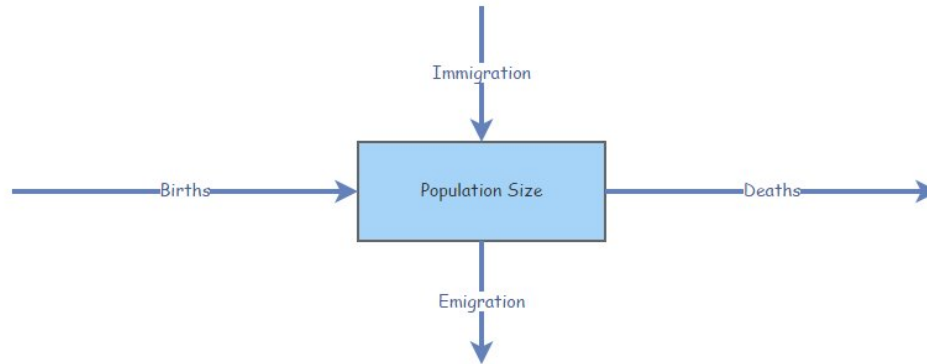 Immigration
Births
Population Size
Deaths
Emigration